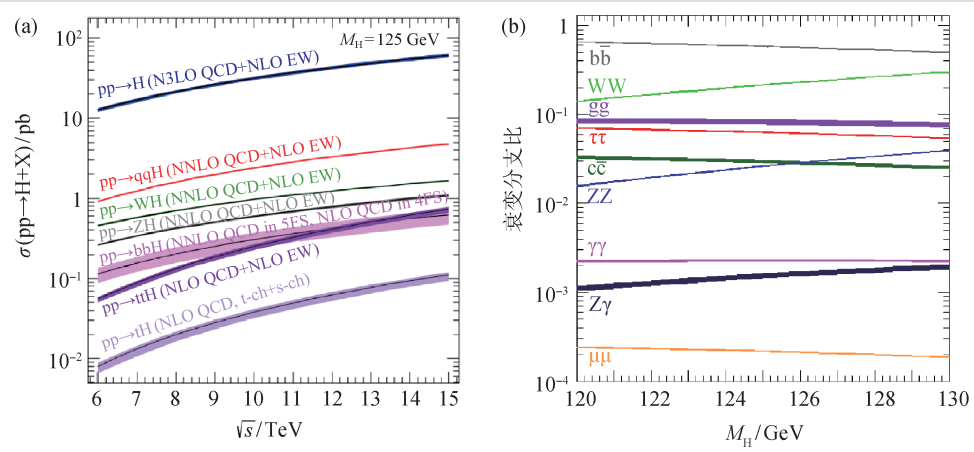 (a)
M_H=125 GeV
10²
10
1
10⁻¹
10⁻²
σ(pp→H+X)/pb
pp→H (N3LO QCD+NLO EW)
pp→qqH (NNLO QCD+NLO EW)
pp→WH (NNLO QCD+NLO EW)
pp→ZH (NNLO QCD+NLO EW)
pp→bbH (NNLO QCD in 5FS, NLO QCD in 4FS)
pp→ttH (NLO QCD+NLO EW)
pp→tH (NLO QCD, t-ch+s-ch)
6 7 8 9 10 11 12 13 14 15
√s/TeV
(b)
1
10⁻¹
10⁻²
10⁻³
10⁻⁴
衰变分支比
bb̄
WW
gg
ττ
cc̄
ZZ
γγ
Zγ
μμ
120 122 124 126 128 130
M_H/GeV